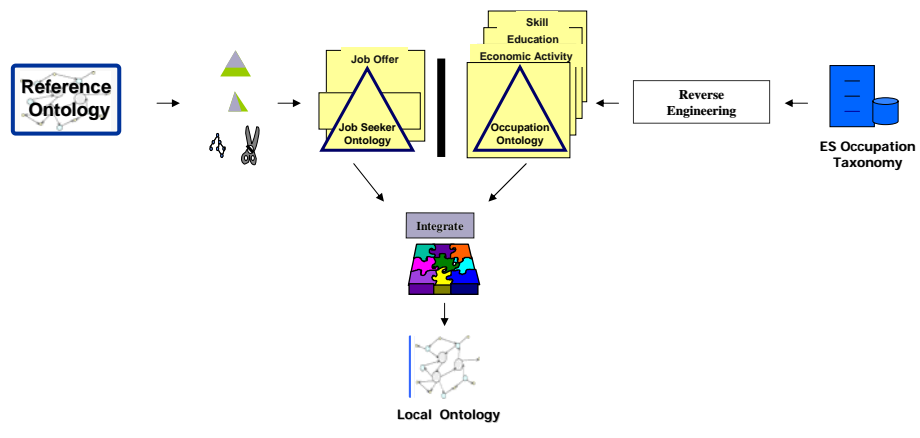 Reference
Ontology
Job Offer
Job Seeker
Ontology
Skill
Education
Economic Activity
Occupation
Ontology
Reverse
Engineering
ES Occupation
Taxonomy
Integrate
Local Ontology